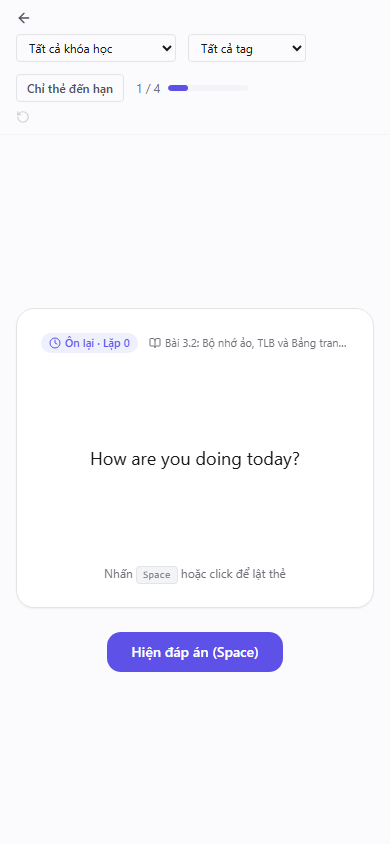 Tất cả khóa học
Tất cả tag
Chỉ thẻ đến hạn
1 / 4
Ôn lại · Lặp 0
Bài 3.2: Bộ nhớ ảo, TLB và Bảng tran...
How are you doing today?
Nhấn Space hoặc click để lật thẻ
Hiện đáp án (Space)